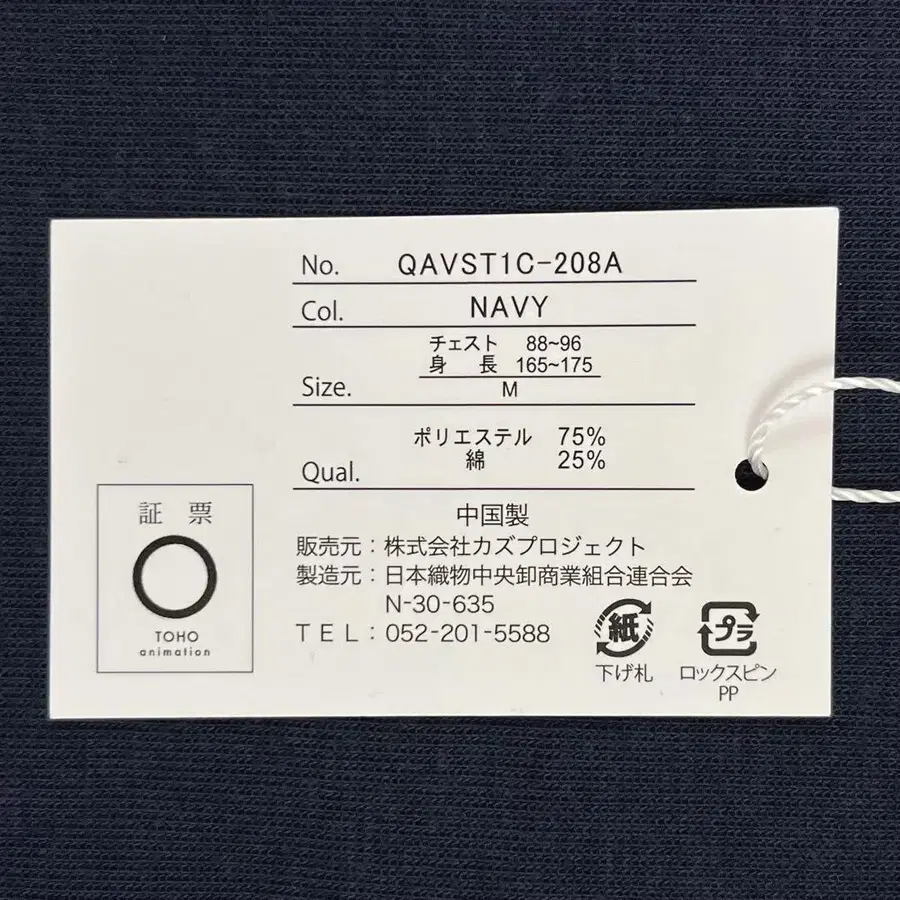 No. QAVST1C-208A
Col. NAVY
チェスト 88~96
身 長 165~175
Size. M
ポリエステル 75%
綿 25%
Qual.
中国製
販売元：株式会社カズプロジェクト
製造元：日本織物中央卸商業組合連合会
N-30-635
TEL：052-201-5588
証 票
TOHO
animation
紙
下げ札
プラ
ロックスピン
PP